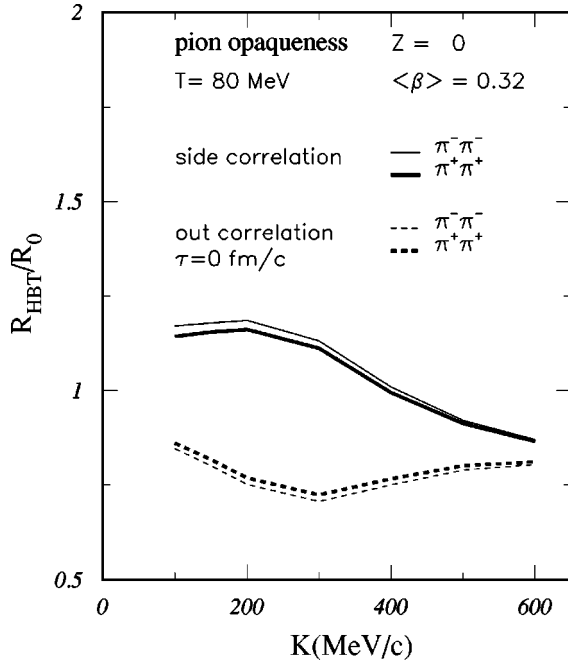 2
pion opaqueness Z = 0
T= 80 MeV <β> = 0.32
side correlation π⁻π⁻
π⁺π⁺
1.5
out correlation π⁻π⁻
τ=0 fm/c π⁺π⁺
R_HBT/R_0
1
0.5
0 200 400 600
K(MeV/c)